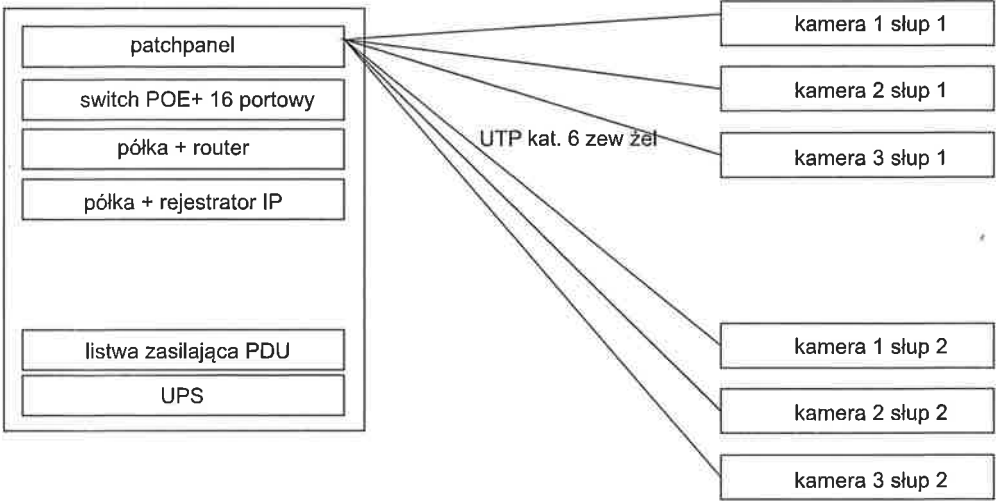 patchpanel
switch POE+ 16 portowy
półka + router
półka + rejestrator IP
listwa zasilająca PDU
UPS
UTP kat. 6 zew żel
kamera 1 słup 1
kamera 2 słup 1
kamera 3 słup 1
kamera 1 słup 2
kamera 2 słup 2
kamera 3 słup 2